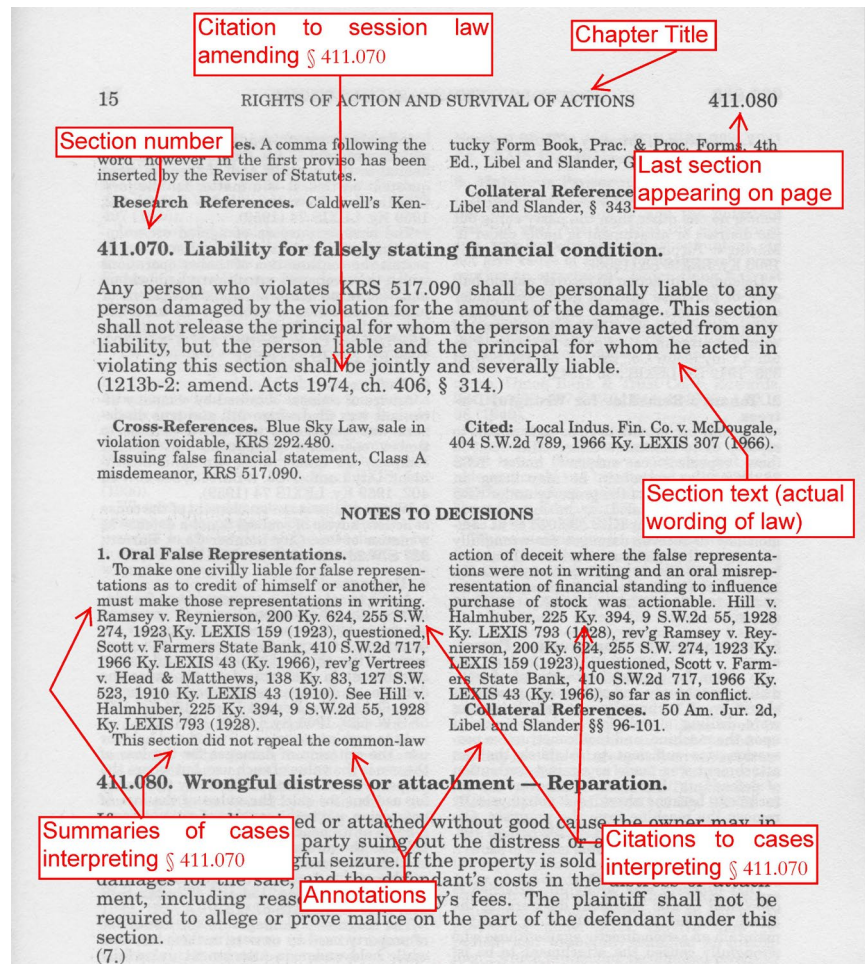 Citation to session law
amending § 411.070
Chapter Title
15 RIGHTS OF ACTION AND SURVIVAL OF ACTIONS 411.080
Section number
Last section
appearing on page
es. A comma following the
word "however" in the first proviso has been
inserted by the Reviser of Statutes.
Research References. Caldwell's Ken-
tucky Form Book, Prac. & Proc. Forms, 4th
Ed., Libel and Slander, G
Collateral Reference
Libel and Slander, § 343.
411.070. Liability for falsely stating financial condition.
Any person who violates KRS 517.090 shall be personally liable to any
person damaged by the violation for the amount of the damage. This section
shall not release the principal for whom the person may have acted from any
liability, but the person liable and the principal for whom he acted in
violating this section shall be jointly and severally liable.
(1213b-2: amend. Acts 1974, ch. 406, § 314.)
Cross-References. Blue Sky Law, sale in
violation voidable, KRS 292.480.
Issuing false financial statement, Class A
misdemeanor, KRS 517.090.
Cited: Local Indus. Fin. Co. v. McDougale,
404 S.W.2d 789, 1966 Ky. LEXIS 307 (1966).
Section text (actual
wording of law)
NOTES TO DECISIONS
1. Oral False Representations.
To make one civilly liable for false represen-
tations as to credit of himself or another, he
must make those representations in writing.
Ramsey v. Reynierson, 200 Ky. 624, 255 S.W.
274, 1923 Ky. LEXIS 159 (1923), questioned,
Scott v. Farmers State Bank, 410 S.W.2d 717,
1966 Ky. LEXIS 43 (Ky. 1966), rev'g Vertrees
v. Head & Matthews, 138 Ky. 83, 127 S.W.
523, 1910 Ky. LEXIS 43 (1910). See Hill v.
Halmhuber, 225 Ky. 394, 9 S.W.2d 55, 1928
Ky. LEXIS 793 (1928).
This section did not repeal the common-law
action of deceit where the false representa-
tions were not in writing and an oral misrep-
resentation of financial standing to influence
purchase of stock was actionable. Hill v.
Halmhuber, 225 Ky. 394, 9 S.W.2d 55, 1928
Ky. LEXIS 793 (1928), rev'g Ramsey v. Rey-
nierson, 200 Ky. 624, 255 S.W. 274, 1923 Ky.
LEXIS 159 (1923), questioned, Scott v. Farm-
ers State Bank, 410 S.W.2d 717, 1966 Ky.
LEXIS 43 (Ky. 1966), so far as in conflict.
Collateral References. 50 Am. Jur. 2d,
Libel and Slander, §§ 96-101.
411.080. Wrongful distress or attachment — Reparation.
Summaries of cases
interpreting § 411.070
Citations to cases
interpreting § 411.070
Annotations
ed or attached without good cause the owner may, in
party suing out the distress or
gful seizure. If the property is sold
damages for the sale, and the defendant's costs in the distress or attach-
ment, including reas y's fees. The plaintiff shall not be
required to allege or prove malice on the part of the defendant under this
section.
(7.)